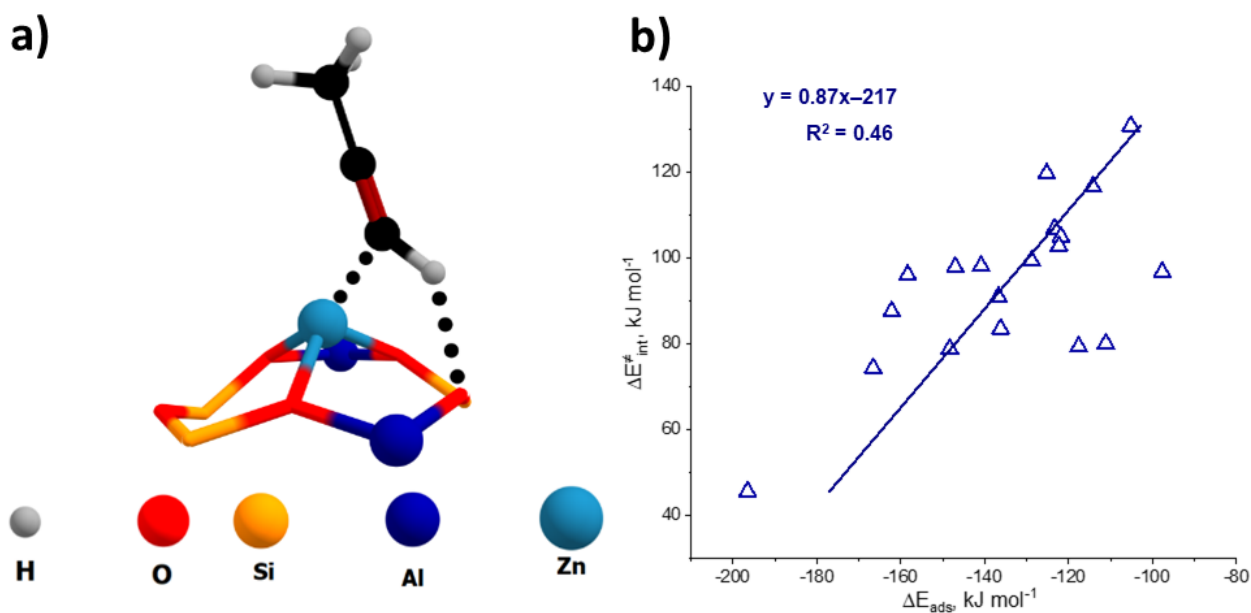 a)
H
O
Si
Al
Zn
b)
y = 0.87x–217
R² = 0.46
140
120
100
80
60
40
ΔE≠int, kJ mol⁻¹
-200
-180
-160
-140
-120
-100
-80
ΔEads, kJ mol⁻¹